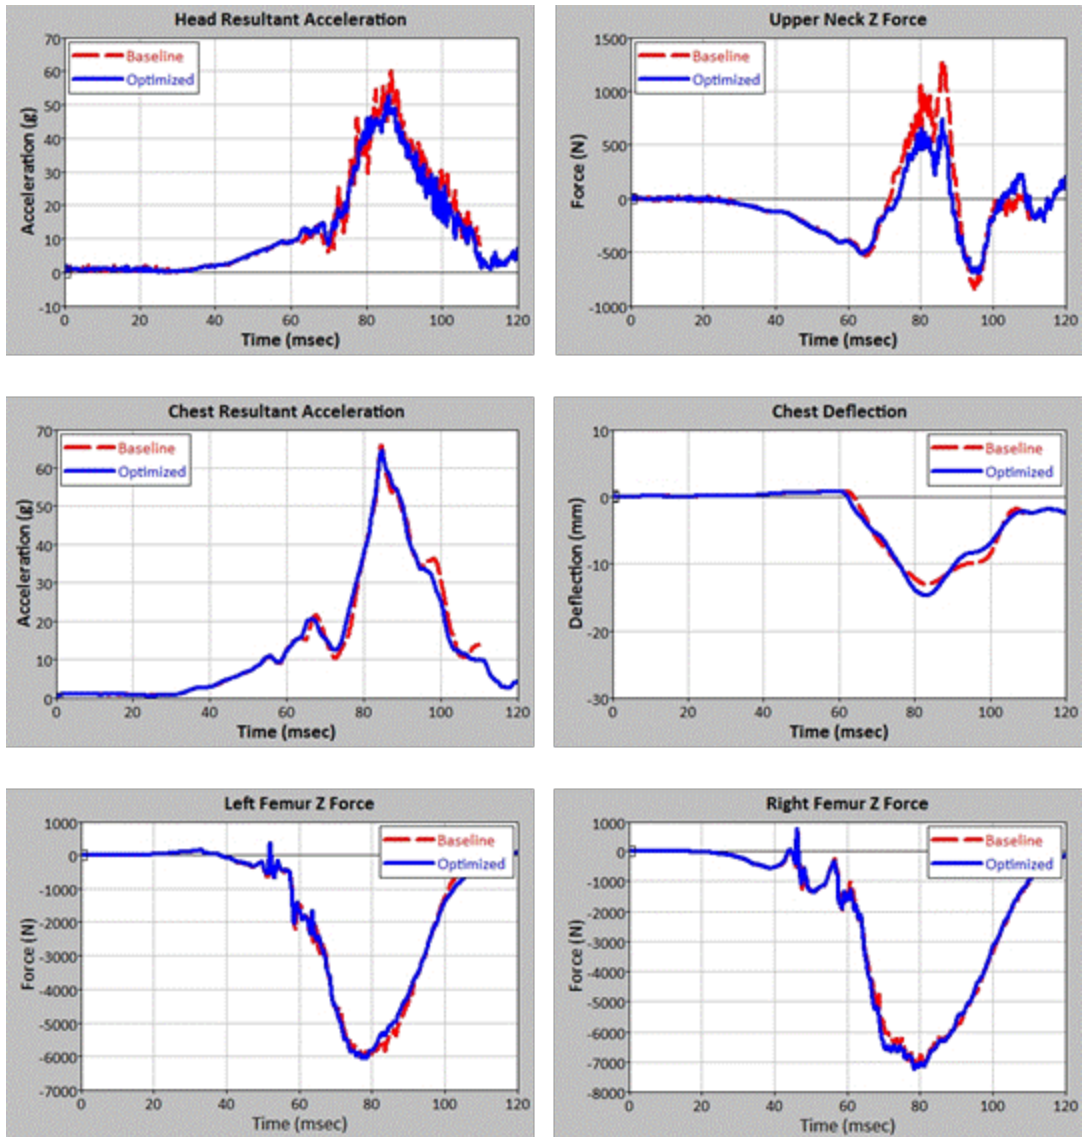 Head Resultant Acceleration
70
60
50
40
30
20
10
0
-10
Acceleration (g)
Baseline
Optimized
0 20 40 60 80 100 120
Time (msec)
Upper Neck Z Force
1500
1000
500
0
-500
-1000
Force (N)
Baseline
Optimized
0 20 40 60 80 100 120
Time (msec)
Chest Resultant Acceleration
70
60
50
40
30
20
10
0
Acceleration (g)
Baseline
Optimized
0 20 40 60 80 100 120
Time (msec)
Chest Deflection
10
0
-10
-20
-30
Deflection (mm)
Baseline
Optimized
0 20 40 60 80 100 120
Time (msec)
Left Femur Z Force
1000
0
-1000
-2000
-3000
-4000
-5000
-6000
-7000
Force (N)
Baseline
Optimized
0 20 40 60 80 100 120
Time (msec)
Right Femur Z Force
1000
0
-1000
-2000
-3000
-4000
-5000
-6000
-7000
-8000
Force (N)
Baseline
Optimized
0 20 40 60 80 100 120
Time (msec)